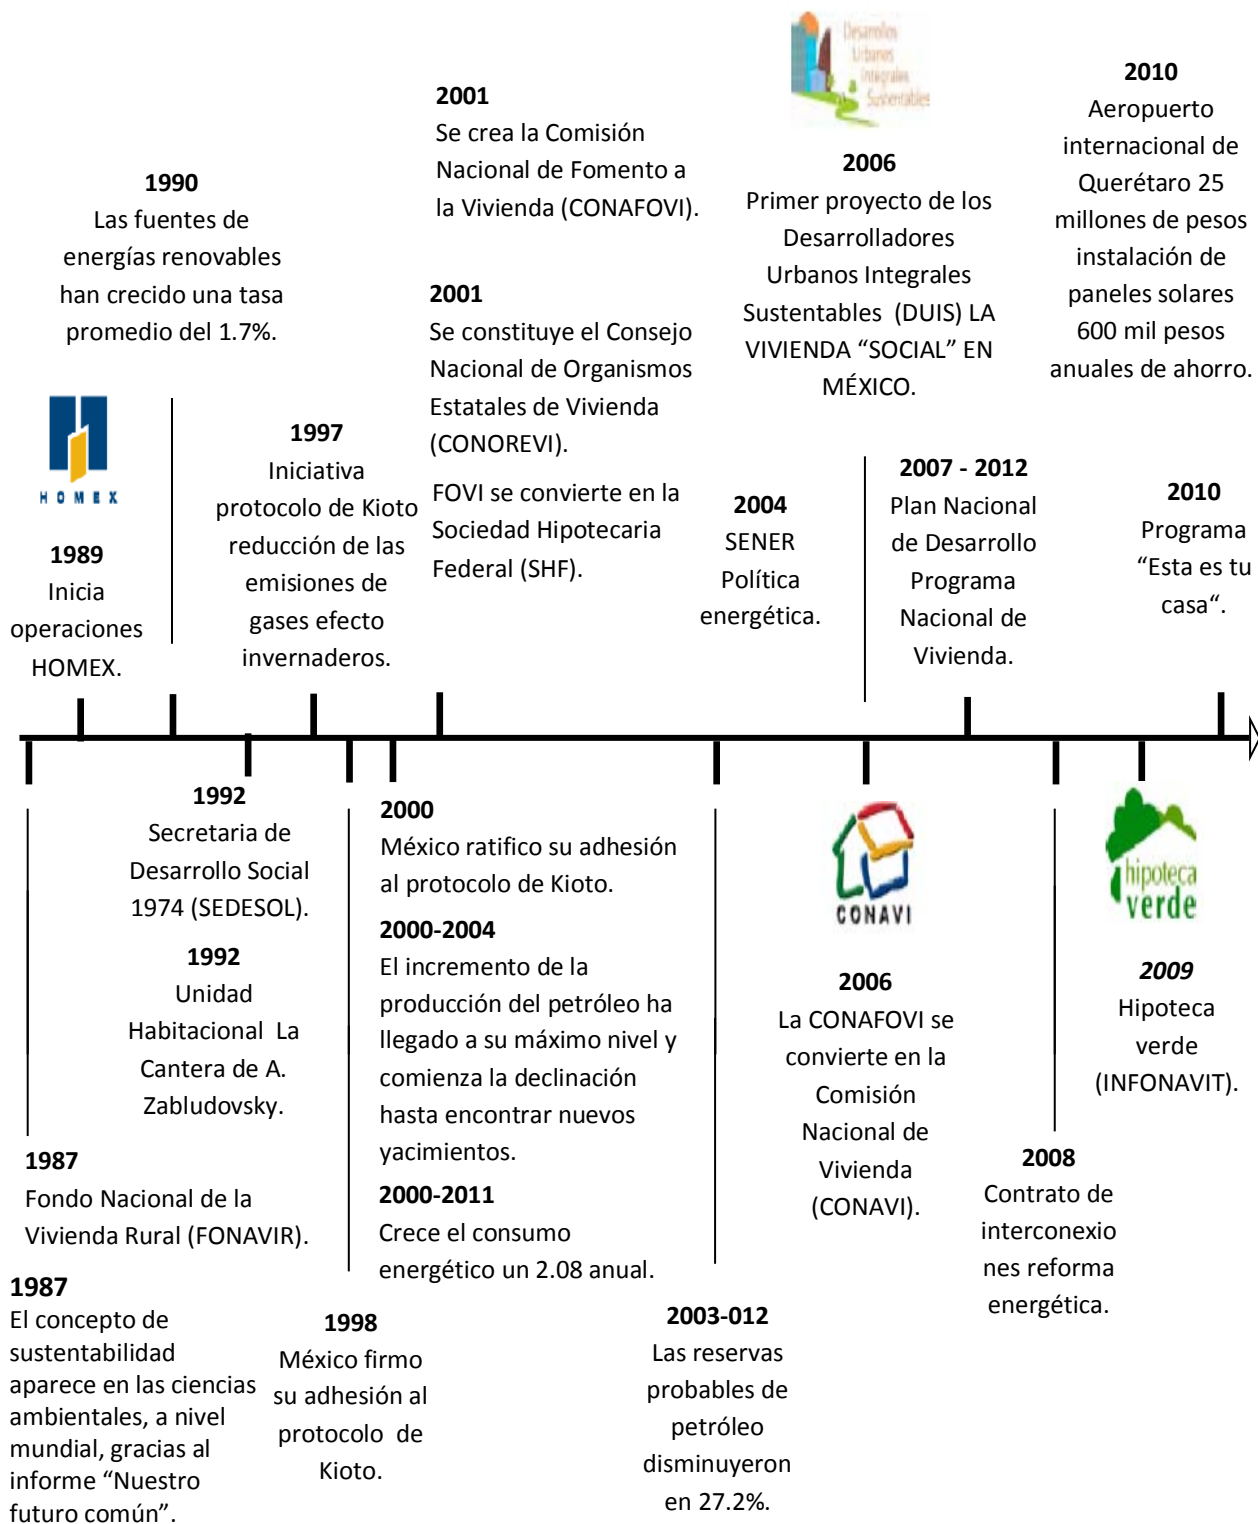 Desarrollos
Urbanos
Integrales
Sustentables
2010
Aeropuerto
internacional de
Querétaro 25
millones de pesos
instalación de
paneles solares
600 mil pesos
anuales de ahorro.
2001
Se crea la Comisión
Nacional de Fomento a
la Vivienda (CONAFOVI).
2006
Primer proyecto de los
Desarrolladores
Urbanos Integrales
Sustentables (DUIS) LA
VIVIENDA “SOCIAL” EN
MÉXICO.
1990
Las fuentes de
energías renovables
han crecido una tasa
promedio del 1.7%.
2001
Se constituye el Consejo
Nacional de Organismos
Estatales de Vivienda
(CONOREVI).
FOVI se convierte en la
Sociedad Hipotecaria
Federal (SHF).
HOMEX
1989
Inicia
operaciones
HOMEX.
1997
Iniciativa
protocolo de Kioto
reducción de las
emisiones de
gases efecto
invernaderos.
2004
SENER
Política
energética.
2007 - 2012
Plan Nacional
de Desarrollo
Programa
Nacional de
Vivienda.
2010
Programa
“Esta es tu
casa“.
1992
Secretaria de
Desarrollo Social
1974 (SEDESOL).
1992
Unidad
Habitacional La
Cantera de A.
Zabludovsky.
2000
México ratifico su adhesión
al protocolo de Kioto.
2000-2004
El incremento de la
producción del petróleo ha
llegado a su máximo nivel y
comienza la declinación
hasta encontrar nuevos
yacimientos.
2000-2011
Crece el consumo
energético un 2.08 anual.
CONAVI
2006
La CONAFOVI se
convierte en la
Comisión
Nacional de
Vivienda
(CONAVI).
hipoteca
verde
2009
Hipoteca
verde
(INFONAVIT).
1987
Fondo Nacional de la
Vivienda Rural (FONAVIR).
2008
Contrato de
interconexio
nes reforma
energética.
1987
El concepto de
sustentabilidad
aparece en las ciencias
ambientales, a nivel
mundial, gracias al
informe “Nuestro
futuro común”.
1998
México firmo
su adhesión al
protocolo de
Kioto.
2003-012
Las reservas
probables de
petróleo
disminuyeron
en 27.2%.